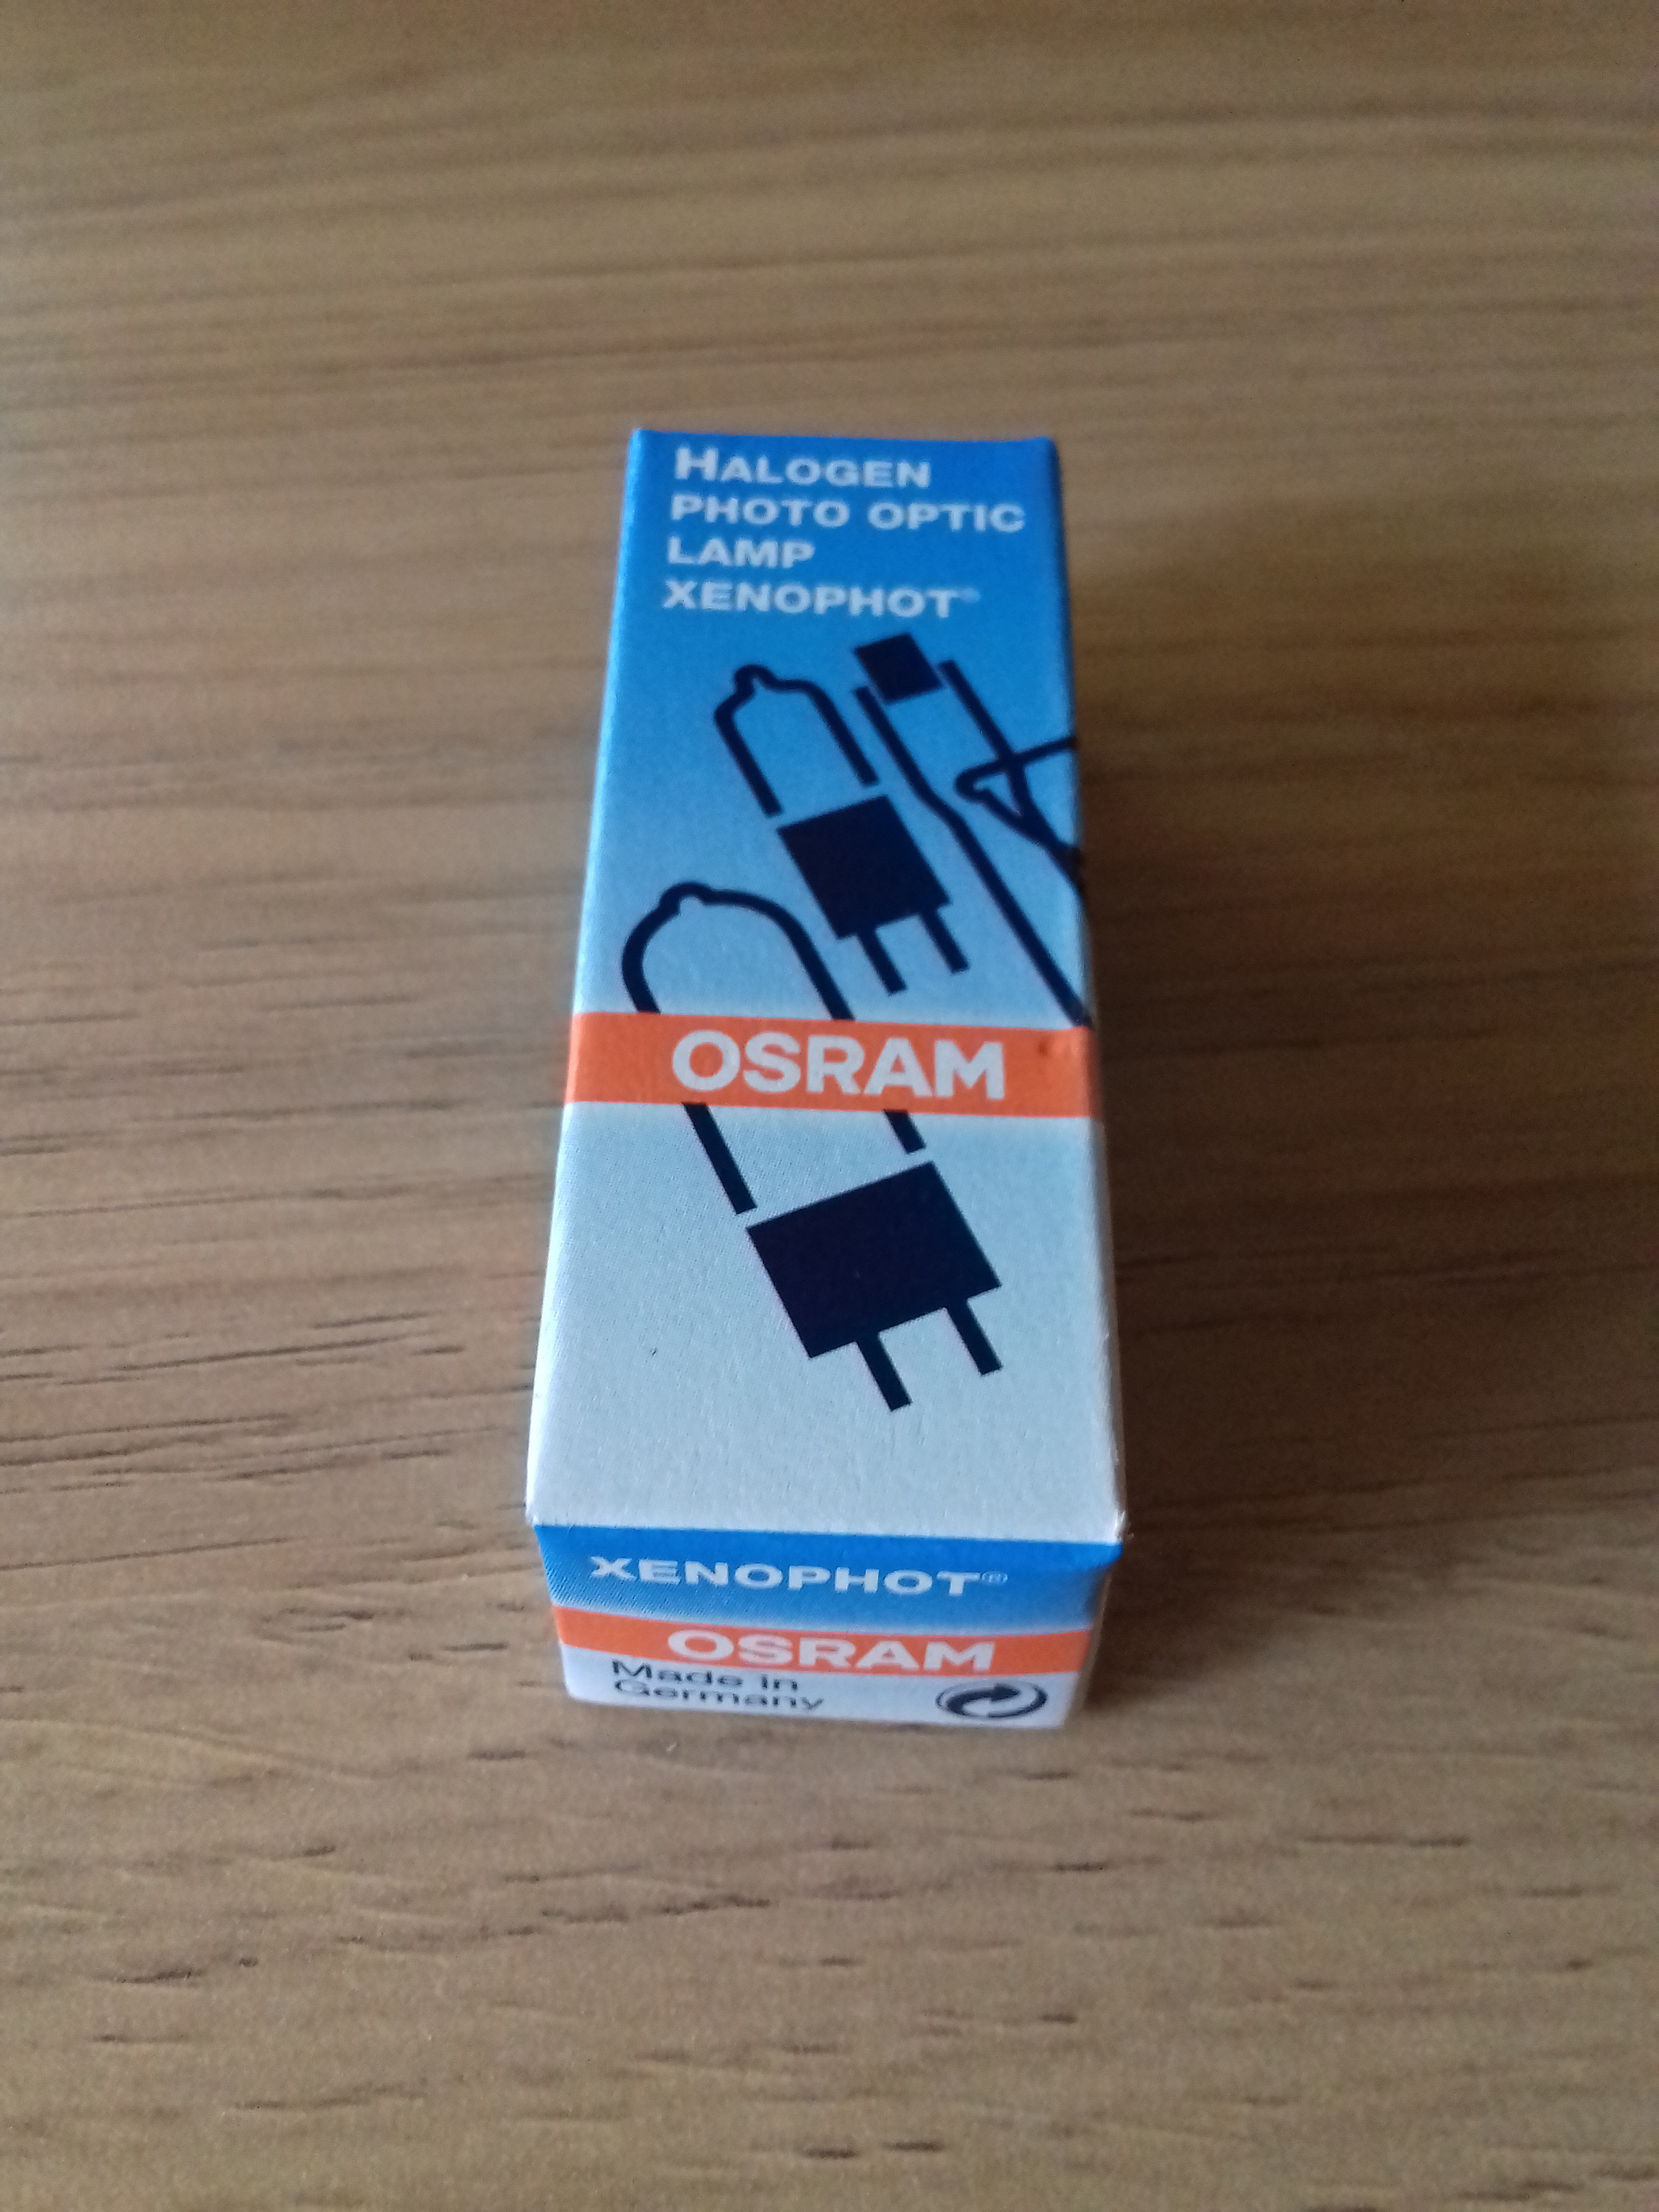 HALOGEN
PHOTO OPTIC
LAMP
XENOPHOT®
OSRAM
XENOPHOT®
OSRAM
Made in
Germany